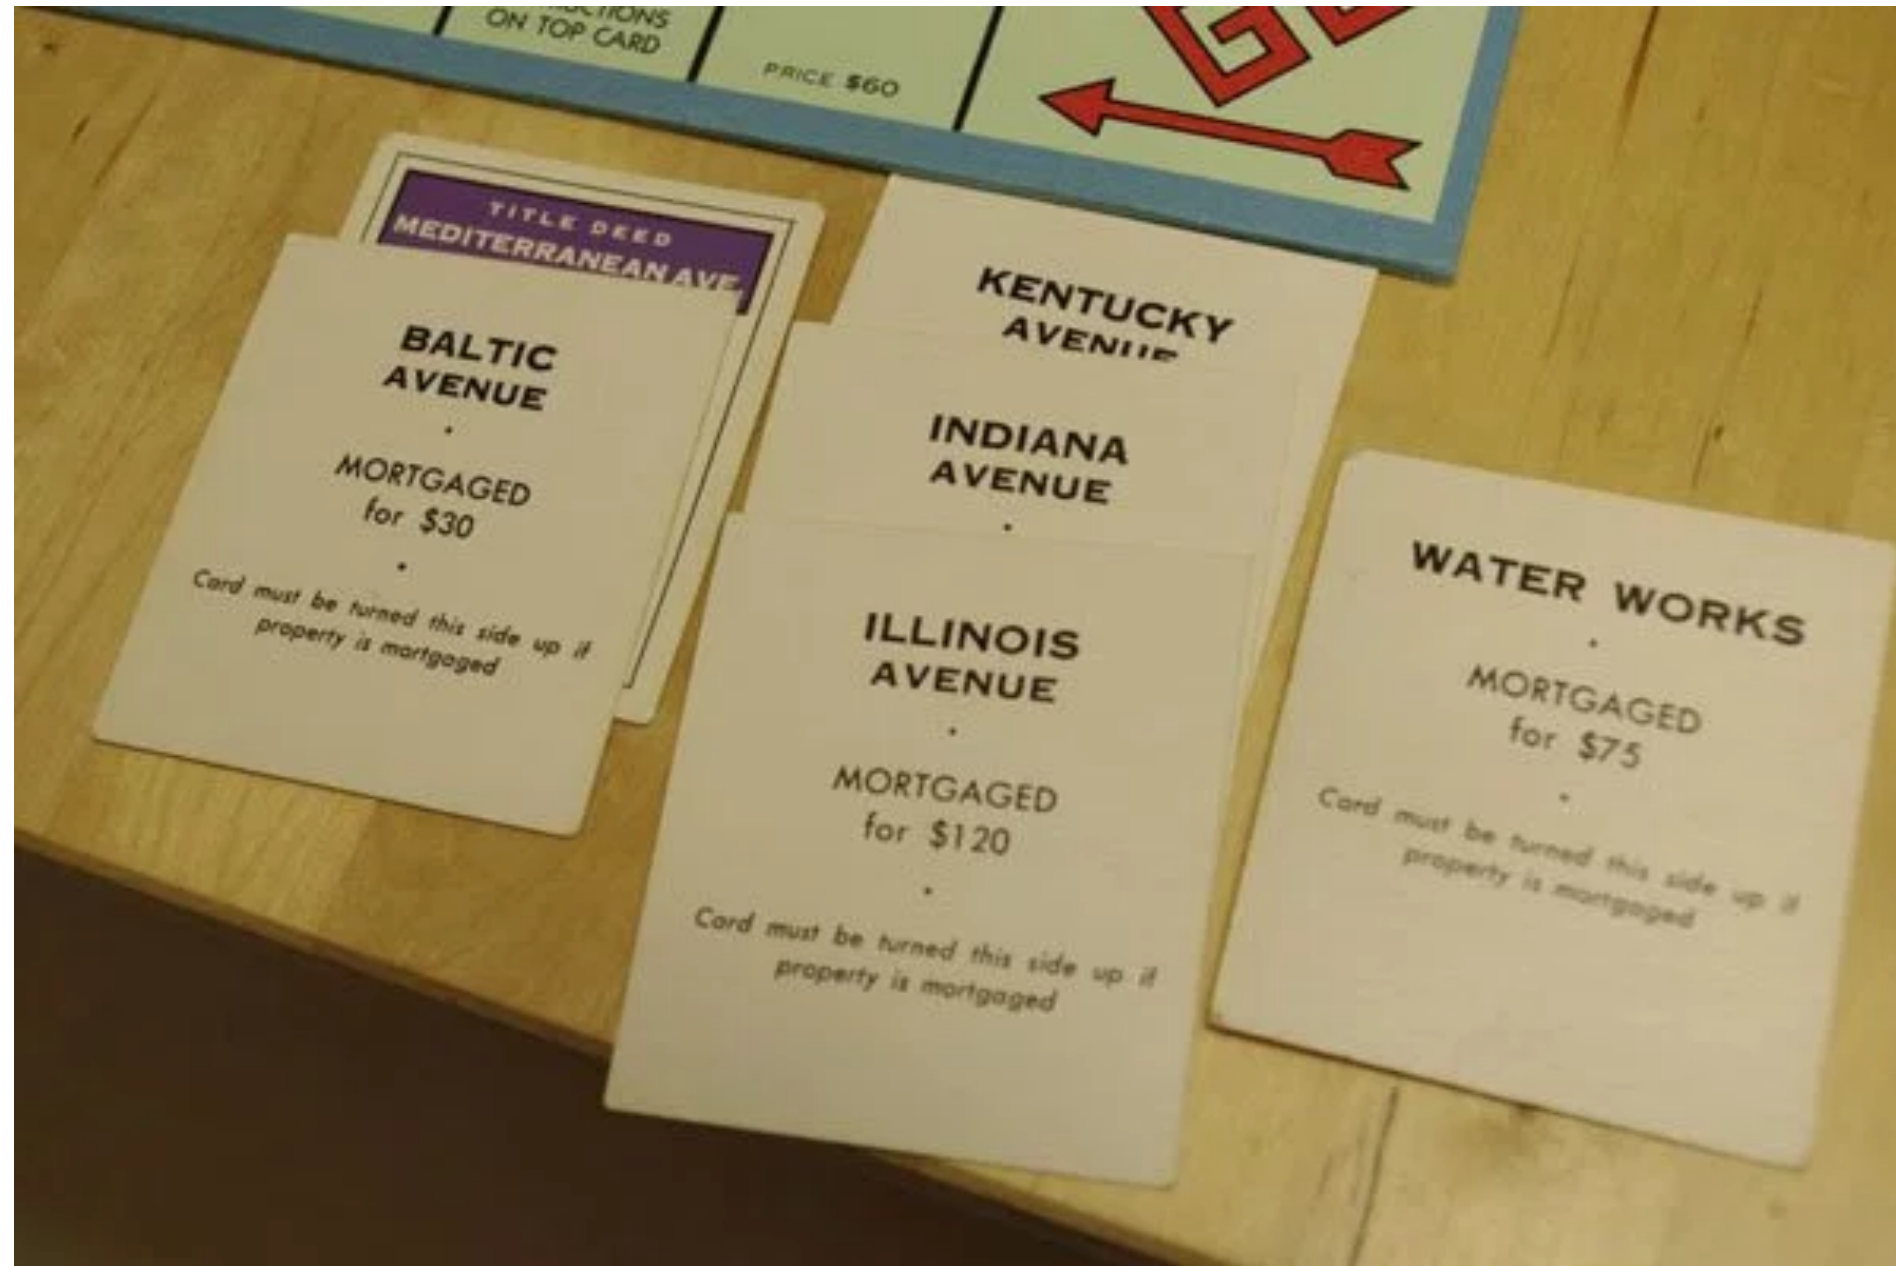 ON TOP CARD
PRICE $60
GO
TITLE DEED
MEDITERRANEAN AVE.
BALTIC
AVENUE
MORTGAGED
for $30
Card must be turned this side up if
property is mortgaged
KENTUCKY
AVENUE
INDIANA
AVENUE
ILLINOIS
AVENUE
MORTGAGED
for $120
Card must be turned this side up if
property is mortgaged
WATER WORKS
MORTGAGED
for $75
Card must be turned this side up if
property is mortgaged